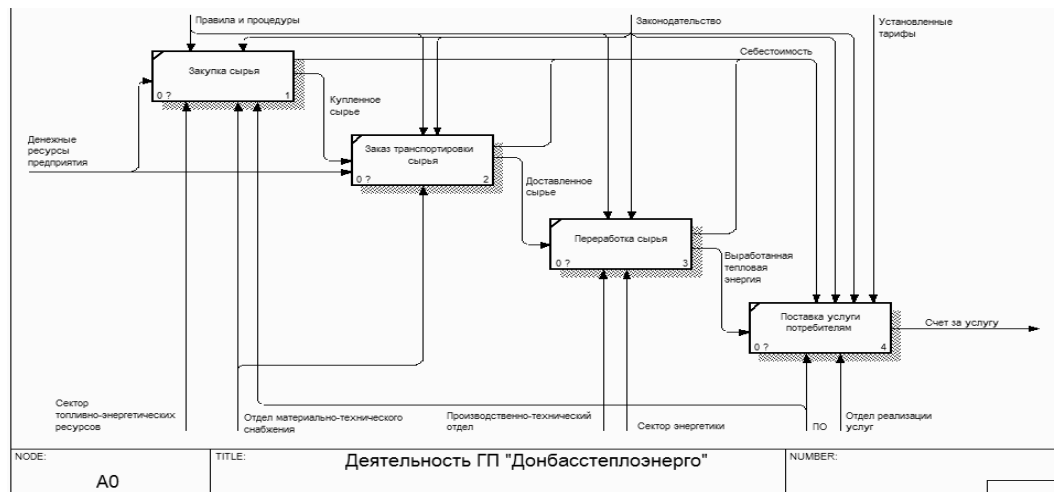 Правила и процедуры
Законодательство
Установленные
тарифы
Себестоимость
Закупка сырья
0 ?
1
Купленное
сырье
Денежные
ресурсы
предприятия
Заказ транспортировки
сырья
0 ?
2
Доставленное
сырье
Переработка сырья
0 ?
3
Выработанная
тепловая
энергия
Поставка услуги
потребителям
0 ?
4
Счет за услугу
Сектор
топливно-энергетических
ресурсов
Отдел материально-технического
снабжения
Производственно-технический
отдел
Сектор энергетики
ПО
Отдел реализации
услуг
NODE:
A0
TITLE:
Деятельность ГП "Донбасстеплоэнерго"
NUMBER: